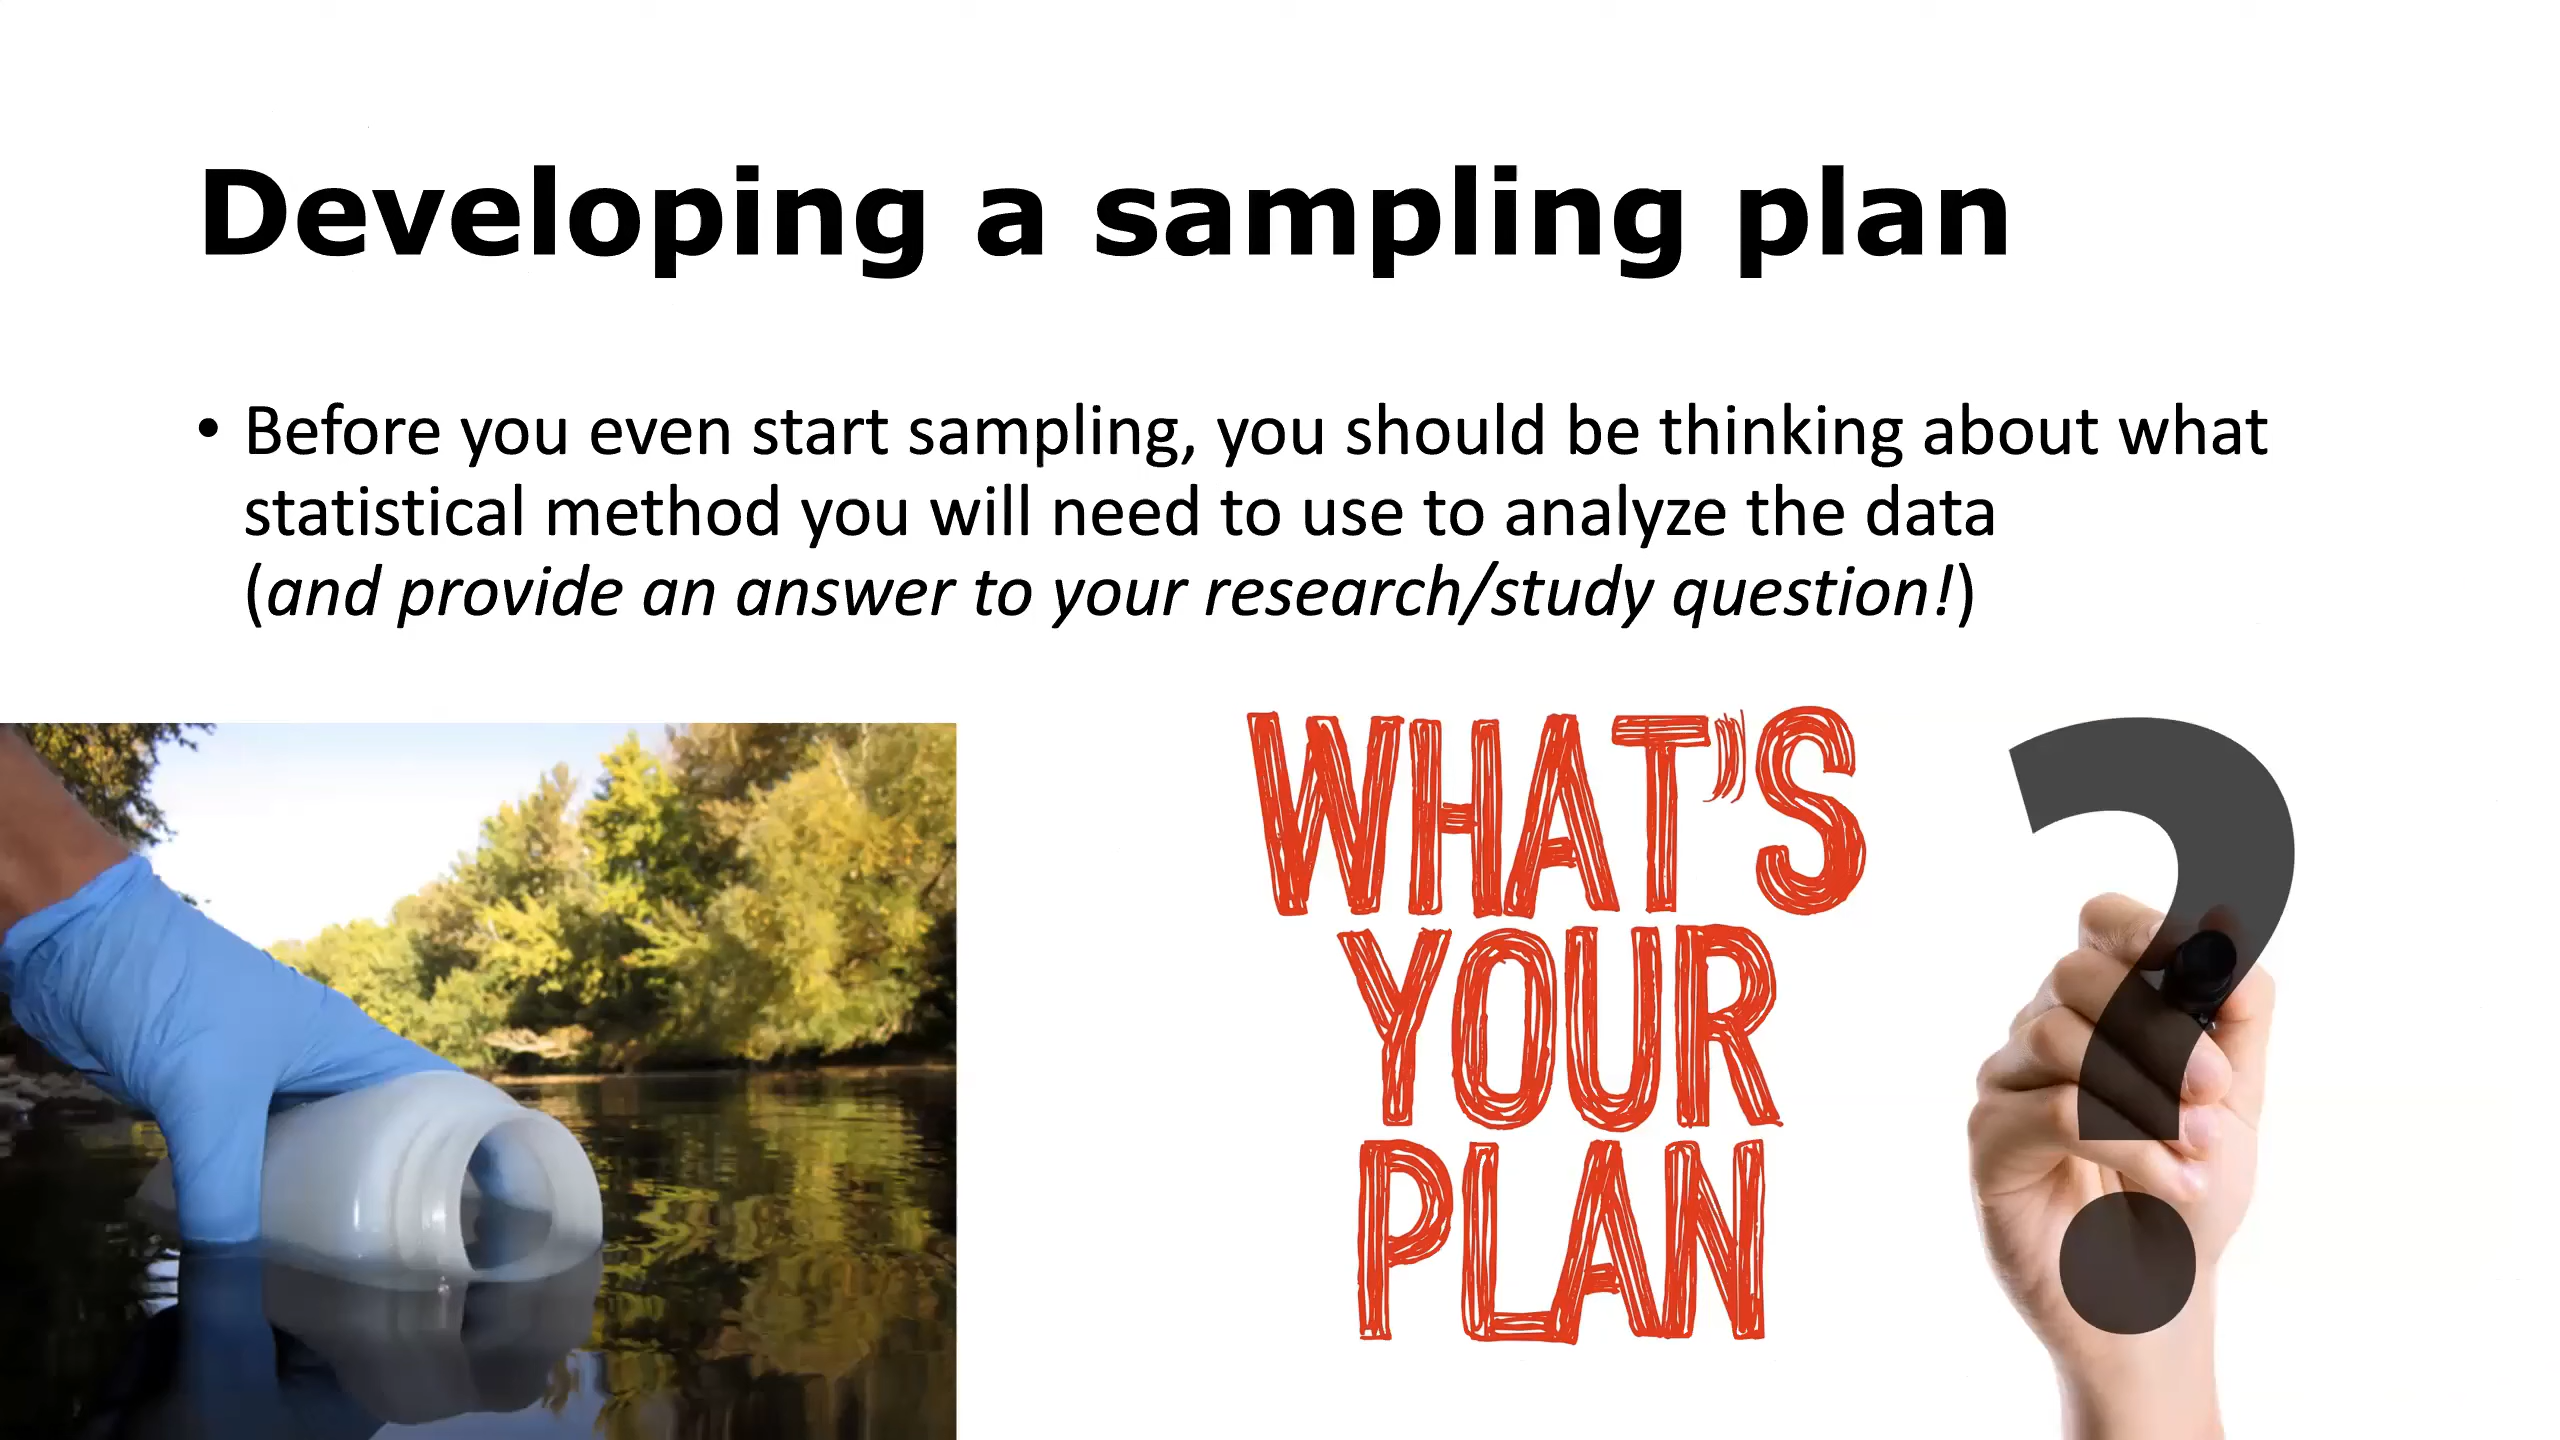 Developing a sampling plan
• Before you even start sampling, you should be thinking about what
statistical method you will need to use to analyze the data
(and provide an answer to your research/study question!)
WHAT'S
YOUR
PLAN
?